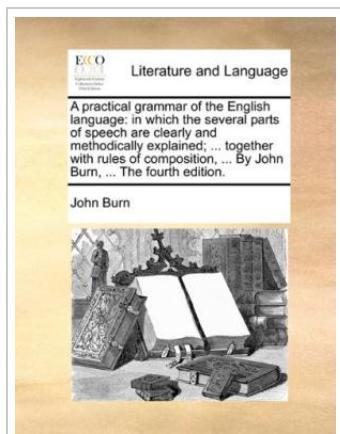 ECCO
Literature and Language
A practical grammar of the English
language: in which the several parts
of speech are clearly and
methodically explained; ... together
with rules of composition, ... By John
Burn, ... The fourth edition.
John Burn